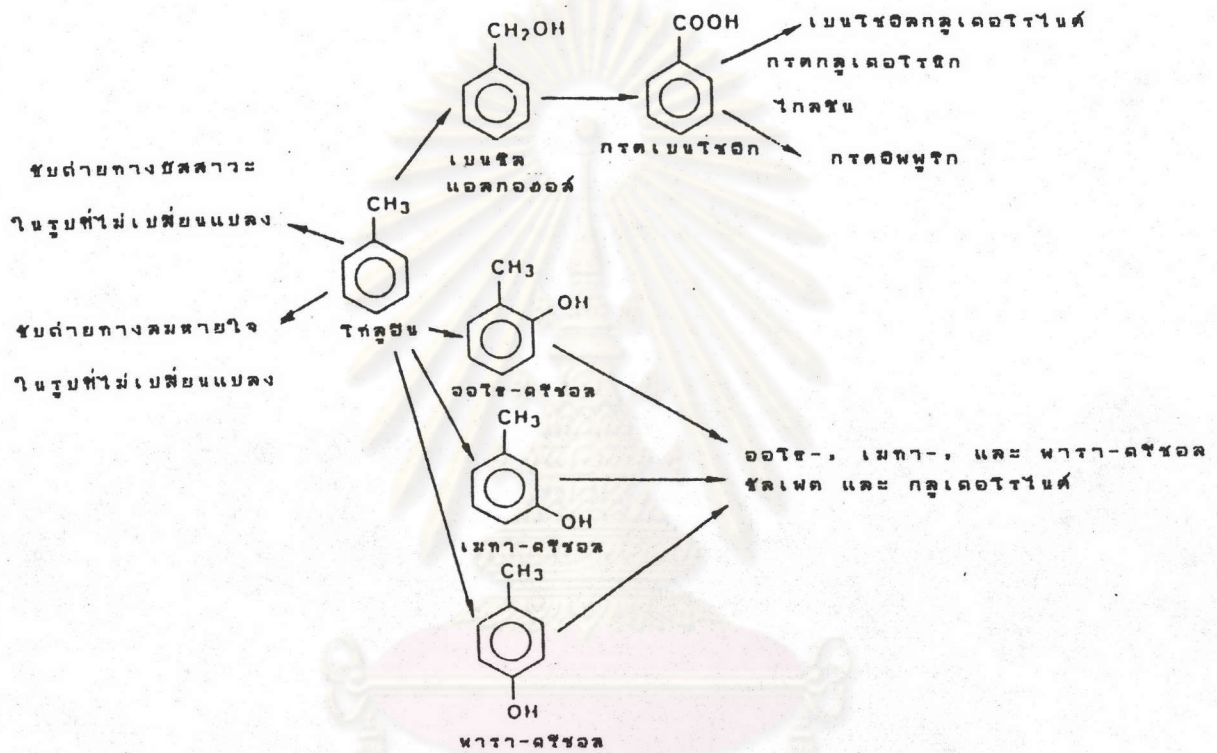 CH₂OH
COOH
เบนโซอิลกลูเคอโรไนด์
กรดกลูเคอโรนิก
ไกลซีน
กรดฮิพพูริก
กรดเบนโซอิก
เบนซิล
แอลกอฮอล์
ขับถ่ายทางปัสสาวะ
ในรูปที่ไม่เปลี่ยนแปลง
CH₃
ขับถ่ายทางลมหายใจ
ในรูปที่ไม่เปลี่ยนแปลง
โทลูอีน
CH₃
OH
ออโธ-ครีซอล
CH₃
OH
เมทา-ครีซอล
ออโธ-, เมทา-, และ พารา-ครีซอล
ซัลเฟต และ กลูเคอโรไนด์
CH₃
OH
พารา-ครีซอล